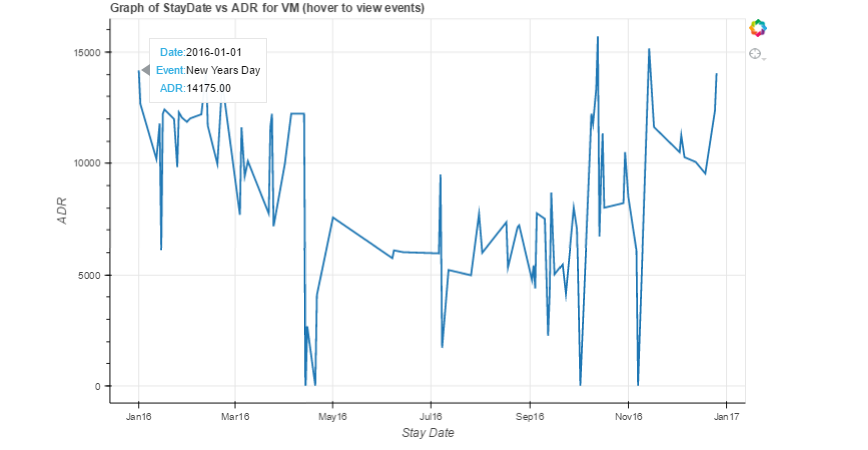 Graph of StayDate vs ADR for VM (hover to view events)
Date:2016-01-01
Event:New Years Day
ADR:14175.00
15000
10000
5000
0
ADR
Jan16 Mar16 May16 Jul16 Sep16 Nov16 Jan17
Stay Date